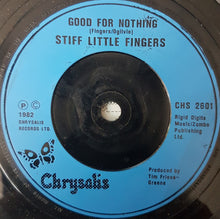 GOOD FOR NOTHING
(Fingers/Ogilvie)
STIFF LITTLE FINGERS
℗ ©
1982
CHRYSALIS
RECORDS LTD.
CHS 2601
Rigid Digits
Music/Zomba
Publishing
Ltd.
Produced by
Tim Friese-
Greene
Chrysalis